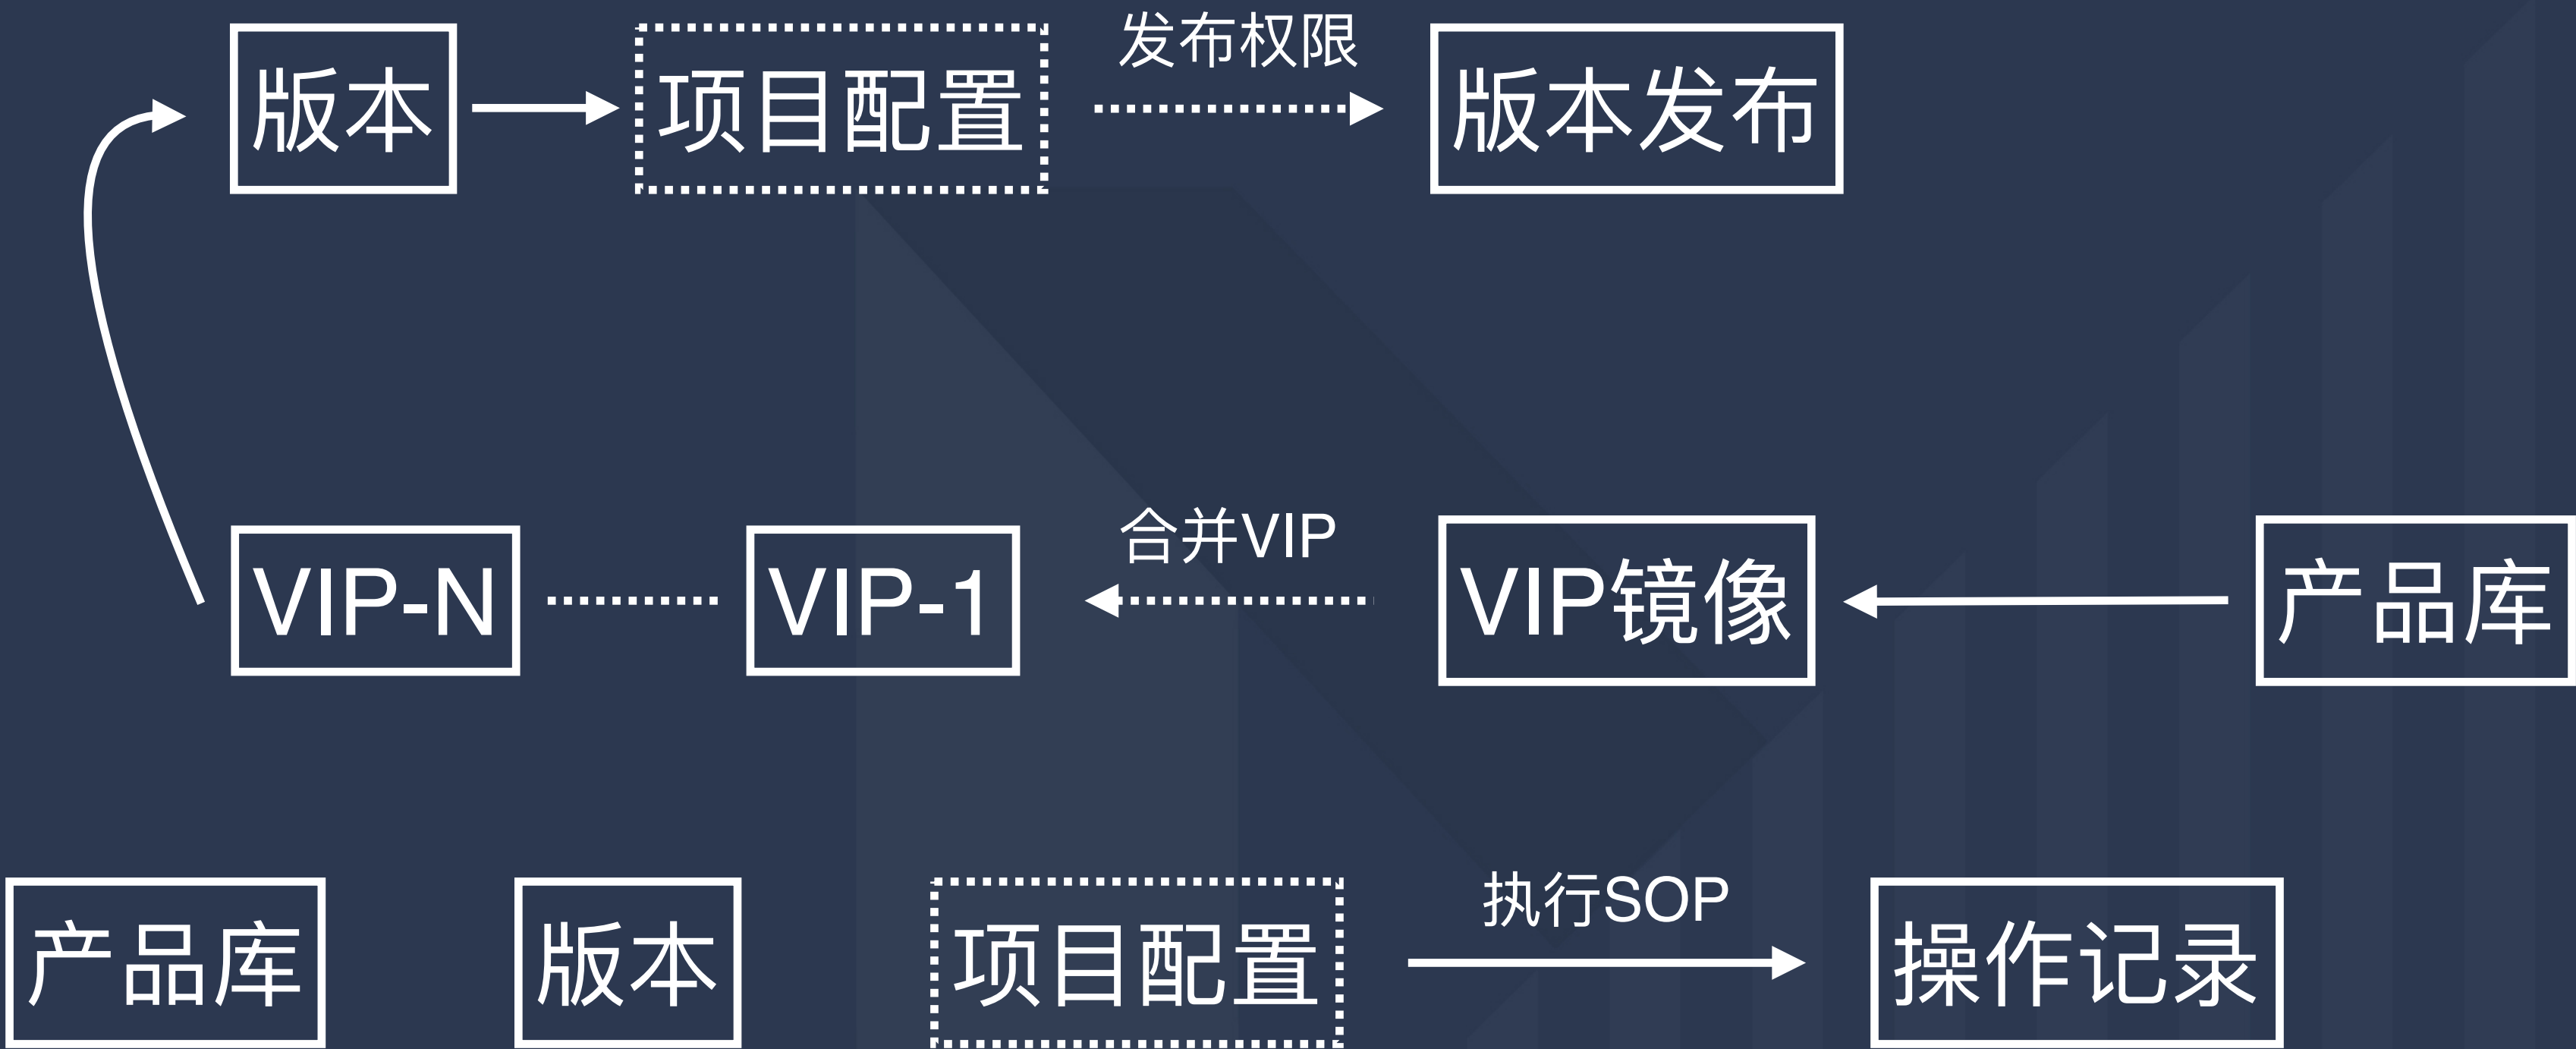 版本
项目配置
发布权限
版本发布
VIP-N
VIP-1
合并VIP
VIP镜像
产品库
产品库
版本
项目配置
执行SOP
操作记录